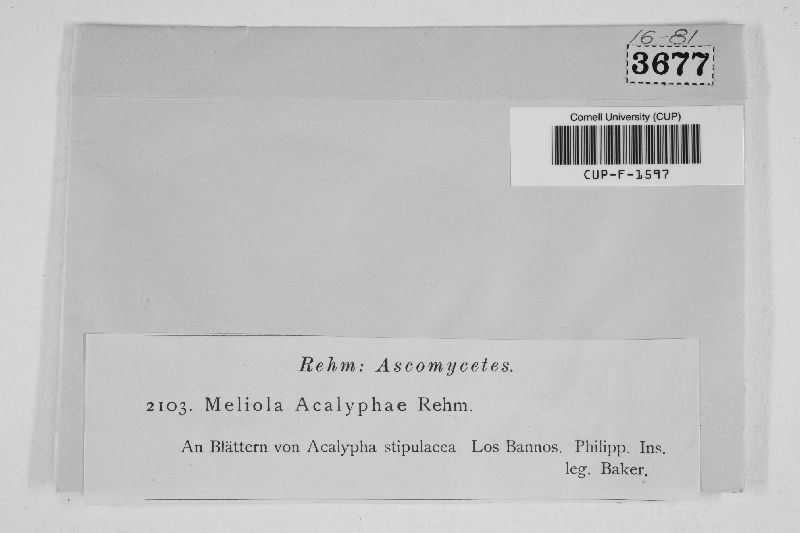 16-81
3677
Cornell University (CUP)
CUP-F-1597
Rehm: Ascomycetes.
2103. Meliola Acalyphae Rehm.
An Blättern von Acalypha stipulacea Los Bannos. Philipp. Ins.
leg. Baker.